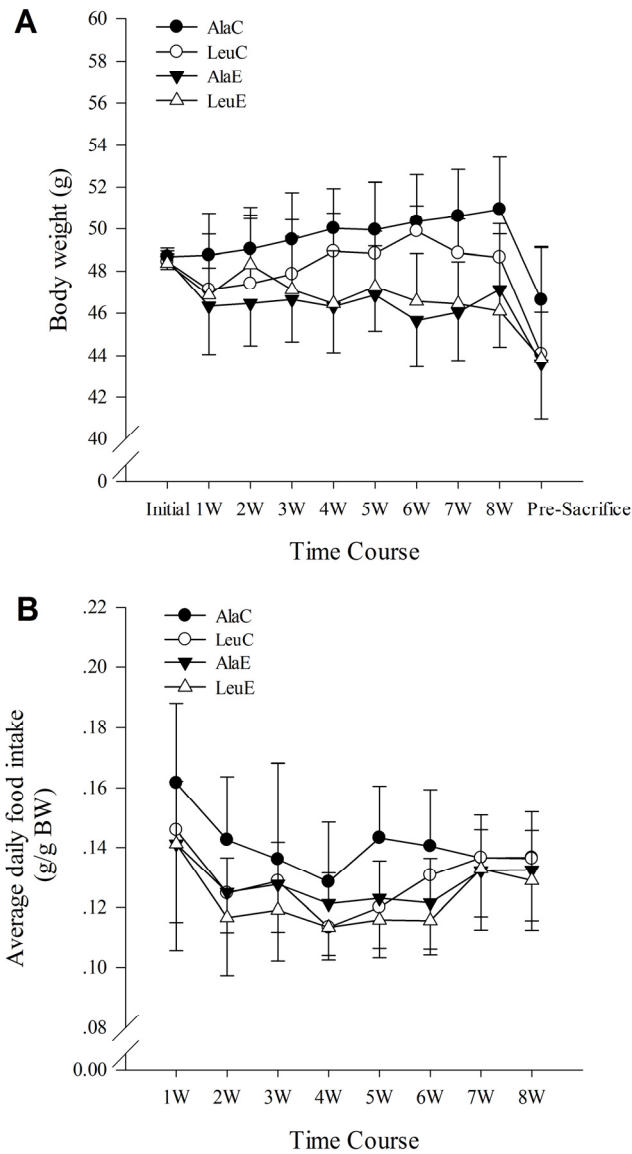 A
60
58
56
54
52
50
48
46
44
42
40
0
Body weight (g)
AlaC
LeuC
AlaE
LeuE
Initial 1W 2W 3W 4W 5W 6W 7W 8W Pre-Sacrifice
Time Course
B
.22
.20
.18
.16
.14
.12
.10
.08
0.00
Average daily food intake
(g/g BW)
AlaC
LeuC
AlaE
LeuE
1W 2W 3W 4W 5W 6W 7W 8W
Time Course